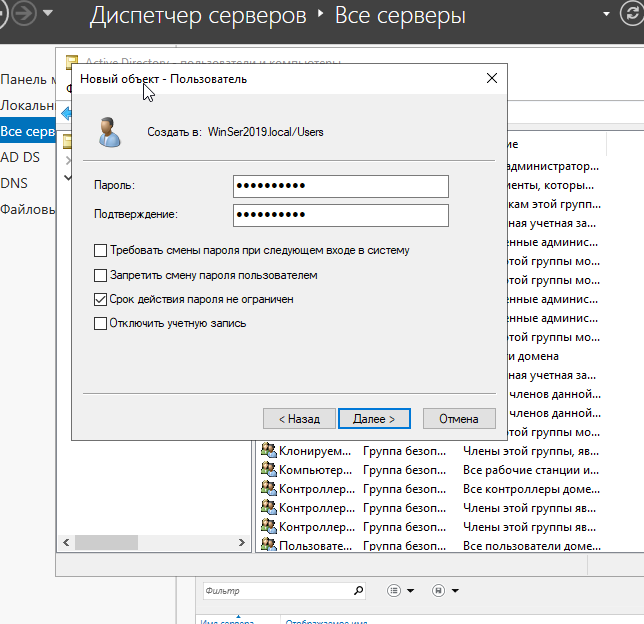 Диспетчер серверов ‣ Все серверы
Active Directory - пользователи и компьютеры
Новый объект - Пользователь
Панель
Локальн
Все серв
AD DS
DNS
Файловы
Создать в: WinSer2019.local/Users
Пароль: ••••••••••
Подтверждение: ••••••••••
Требовать смены пароля при следующем входе в систему
Запретить смену пароля пользователем
Срок действия пароля не ограничен
Отключить учетную запись
< Назад
Далее >
Отмена
ие
администратор...
менты, которы...
кам этой групп...
ная учетная за...
енные админис...
этой группы мо...
енные админис...
этой группы мо...
енные админис...
этой группы мо...
ти домена
ная учетная за...
членов данной...
членов данной...
этой группы мо...
Клонируем... Группа безоп... Члены этой группы, яв...
Компьютер... Группа безоп... Все рабочие станции и...
Контроллер... Группа безоп... Все контроллеры доме...
Контроллер... Группа безоп... Члены этой группы яв...
Контроллер... Группа безоп... Члены этой группы яв...
Пользовате... Группа безоп... Все пользователи доме...
Фильтр
Имя сервера Отображаемое имя